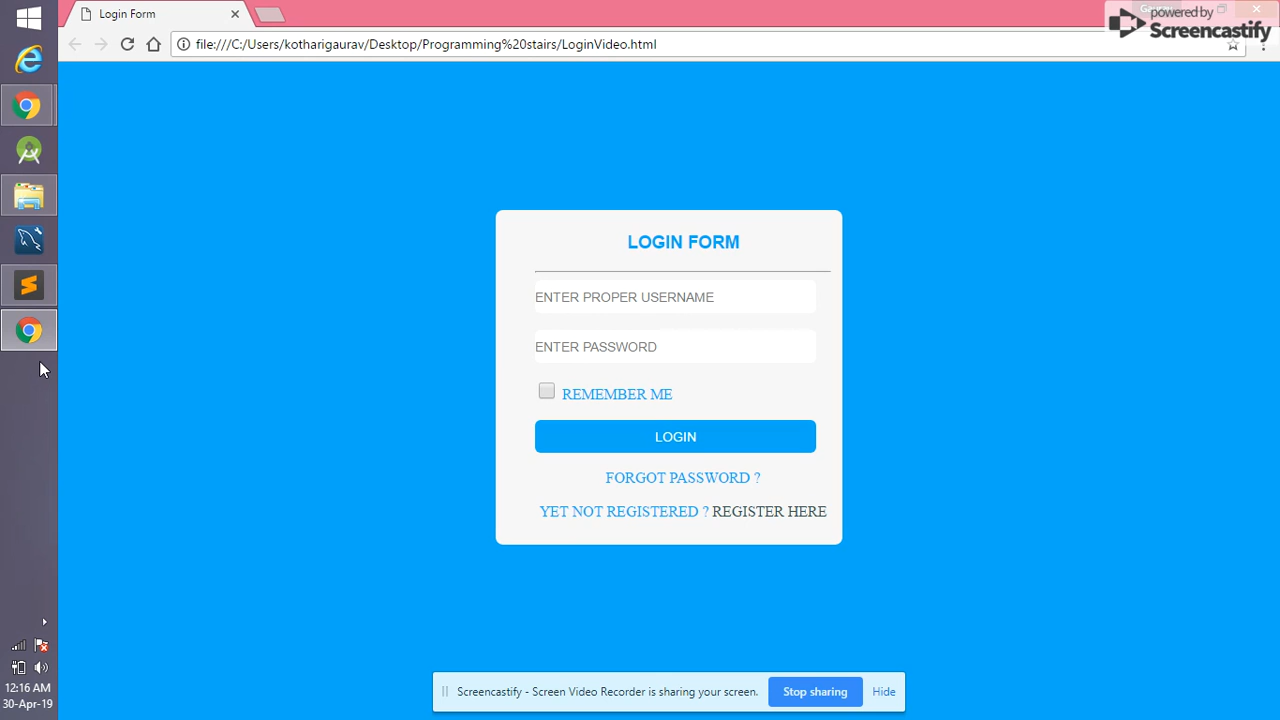 Login Form
powered by
Screencastify
file:///C:/Users/kotharigaurav/Desktop/Programming%20stairs/LoginVideo.html
LOGIN FORM
ENTER PROPER USERNAME
ENTER PASSWORD
REMEMBER ME
LOGIN
FORGOT PASSWORD ?
YET NOT REGISTERED ? REGISTER HERE
Screencastify - Screen Video Recorder is sharing your screen. Stop sharing Hide
12:16 AM
30-Apr-19